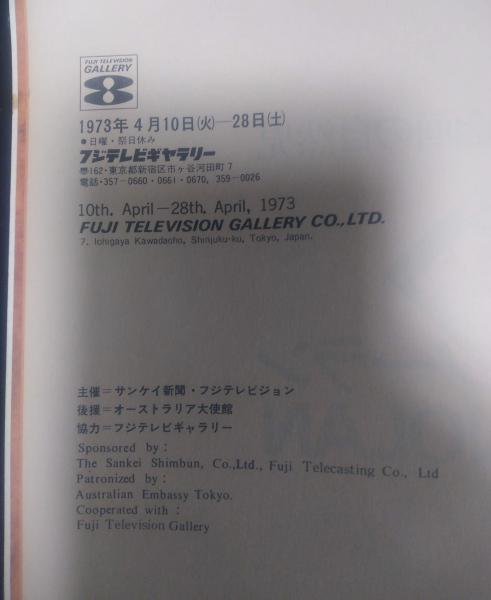 FUJI TELEVISION
GALLERY
8
1973年4月10日(火)—28日(土)
●日曜・祭日休み
フジテレビギャラリー
〠162・東京都新宿区市ヶ谷河田町7
電話・357-0660・0661・0670, 359-0026
10th. April—28th. April, 1973
FUJI TELEVISION GALLERY CO.,LTD.
7. Ichigaya Kawadacho, Shinjuku-ku, Tokyo, Japan.
主催=サンケイ新聞・フジテレビジョン
後援=オーストラリア大使館
協力=フジテレビギャラリー
Sponsored by :
The Sankei Shimbun, Co.,Ltd., Fuji Telecasting Co., Ltd
Patronized by :
Australian Embassy Tokyo.
Cooperated with :
Fuji Television Gallery